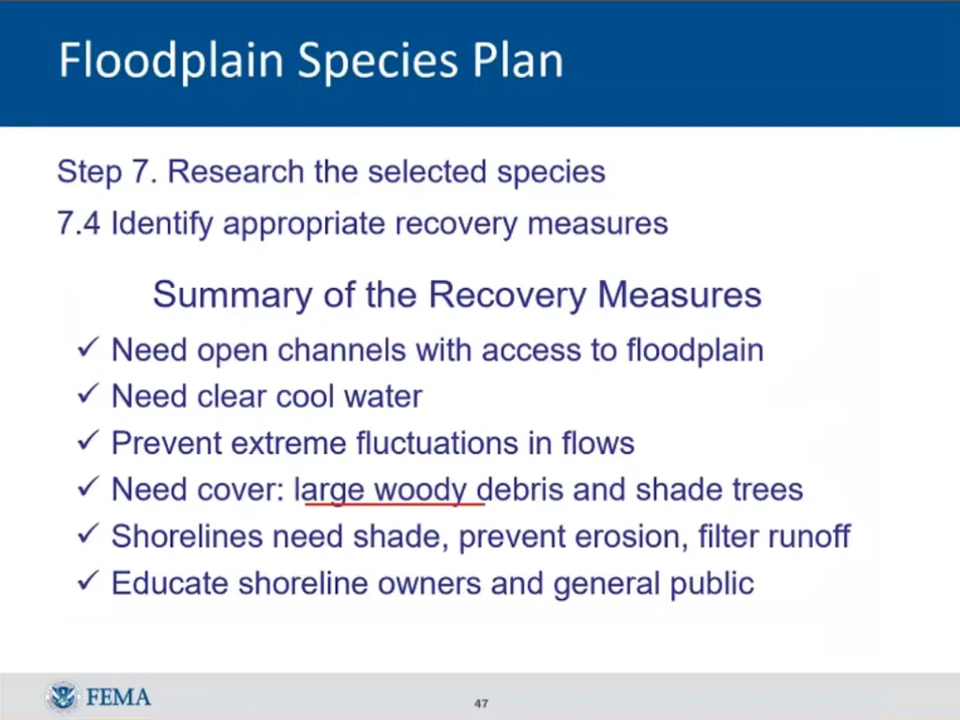 Floodplain Species Plan
Step 7. Research the selected species
7.4 Identify appropriate recovery measures
Summary of the Recovery Measures
✓ Need open channels with access to floodplain
✓ Need clear cool water
✓ Prevent extreme fluctuations in flows
✓ Need cover: large woody debris and shade trees
✓ Shorelines need shade, prevent erosion, filter runoff
✓ Educate shoreline owners and general public
FEMA
47